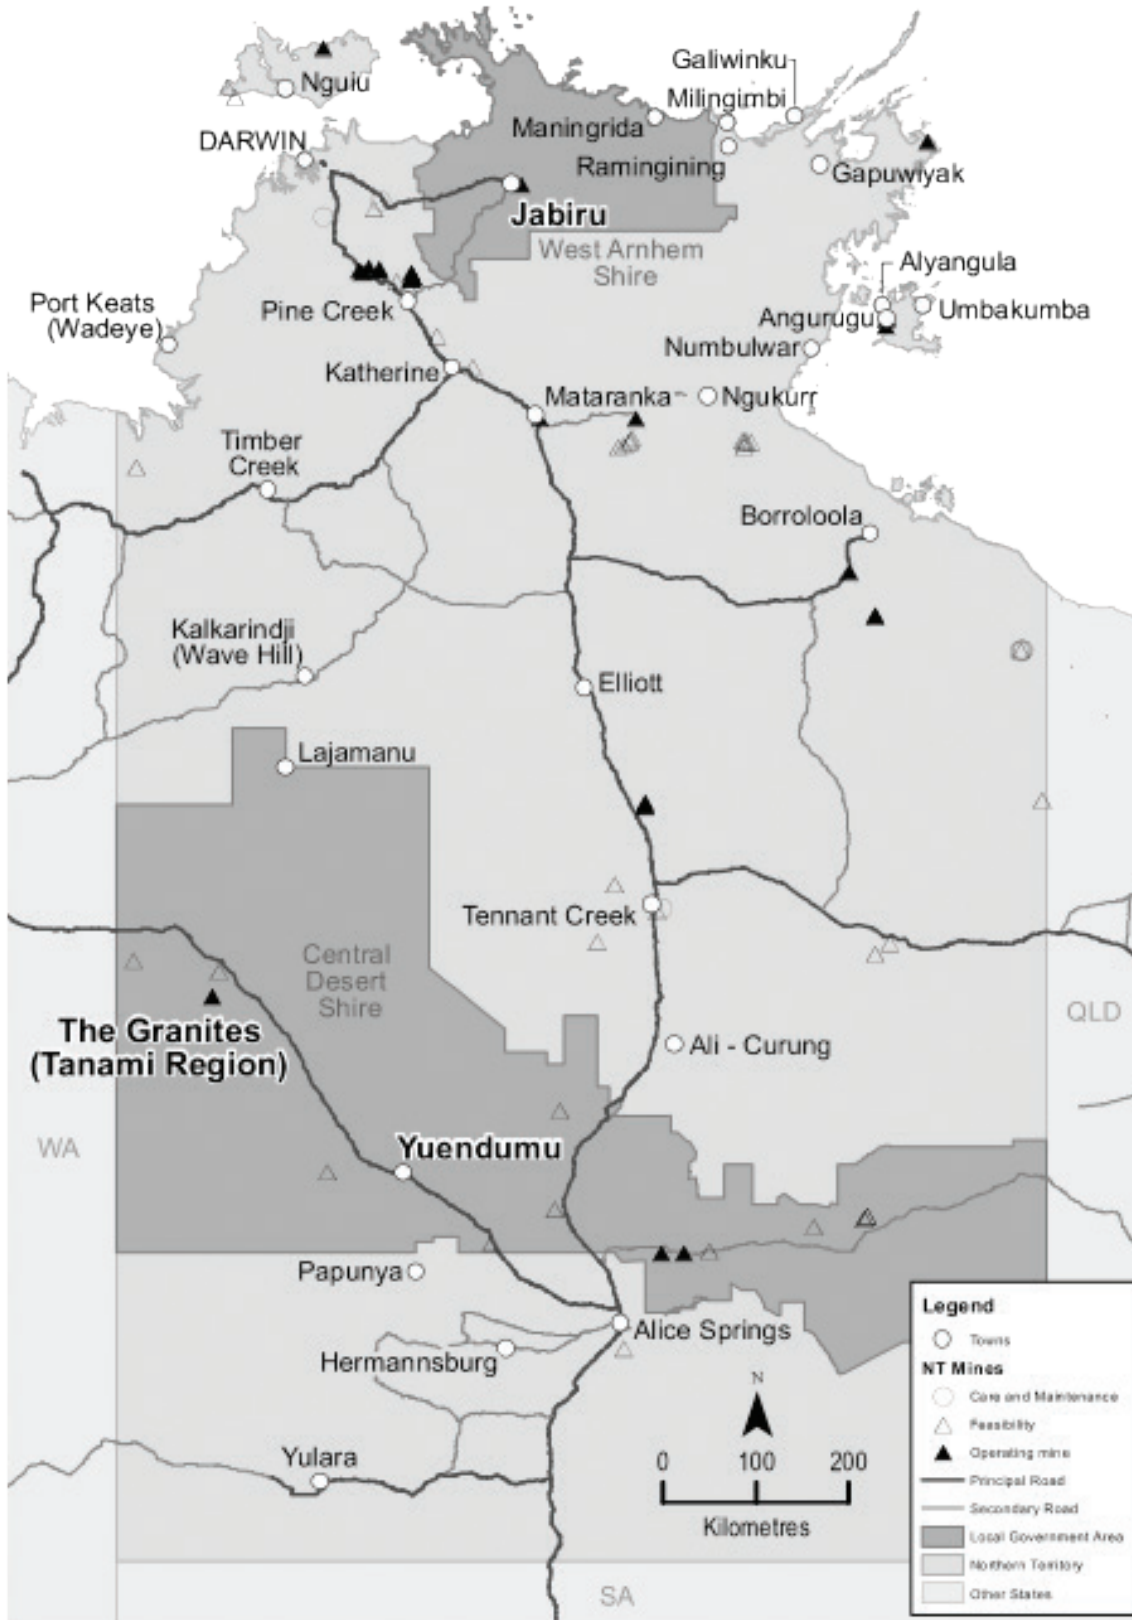 Galiwinku
Nguiu
Milingimbi
Maningrida
DARWIN
Ramingining
Gapuwiyak
Jabiru
West Arnhem
Shire
Alyangula
Port Keats
(Wadeye)
Pine Creek
Angurugu
Umbakumba
Numbulwar
Katherine
Mataranka
Ngukurr
Timber
Creek
Borroloola
Kalkarindji
(Wave Hill)
Elliott
Lajamanu
Tennant Creek
Central
Desert
Shire
The Granites
(Tanami Region)
QLD
Ali - Curung
WA
Yuendumu
Papunya
Alice Springs
Hermannsburg
Yulara
SA
N
0 100 200
Kilometres
Legend
Towns
NT Mines
Care and Maintenance
Feasibility
Operating mine
Principal Road
Secondary Road
Local Government Area
Northern Territory
Other States